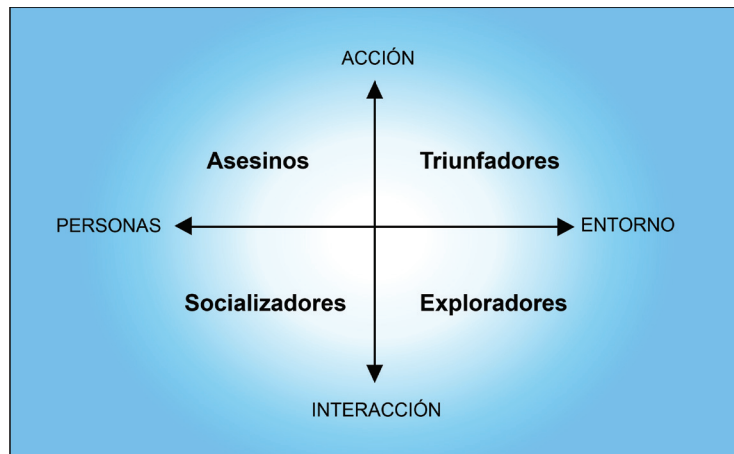 ACCIÓN
Asesinos Triunfadores
PERSONAS ENTORNO
Socializadores Exploradores
INTERACCIÓN